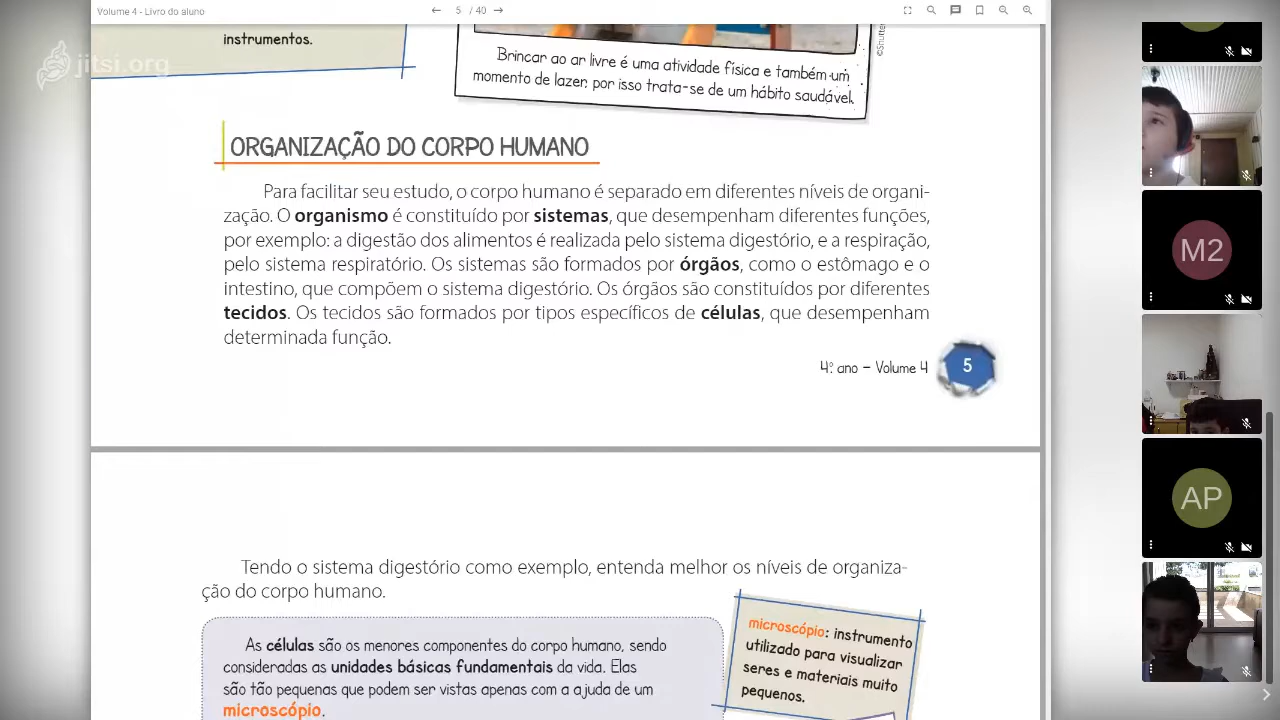 Volume 4 - Livro do aluno
5 / 40
jitsi.org
instrumentos.
Brincar ao ar livre é uma atividade física e também um
momento de lazer, por isso trata-se de um hábito saudável.
ORGANIZAÇÃO DO CORPO HUMANO
Para facilitar seu estudo, o corpo humano é separado em diferentes níveis de organi-
zação. O organismo é constituído por sistemas, que desempenham diferentes funções,
por exemplo: a digestão dos alimentos é realizada pelo sistema digestório, e a respiração,
pelo sistema respiratório. Os sistemas são formados por órgãos, como o estômago e o
intestino, que compõem o sistema digestório. Os órgãos são constituídos por diferentes
tecidos. Os tecidos são formados por tipos específicos de células, que desempenham
determinada função.
4º. ano – Volume 4
5
Tendo o sistema digestório como exemplo, entenda melhor os níveis de organiza-
ção do corpo humano.
As células são os menores componentes do corpo humano, sendo
consideradas as unidades básicas fundamentais da vida. Elas
são tão pequenas que podem ser vistas apenas com a ajuda de um
microscópio.
microscópio: instrumento
utilizado para visualizar
seres e materiais muito
pequenos.
M2
AP